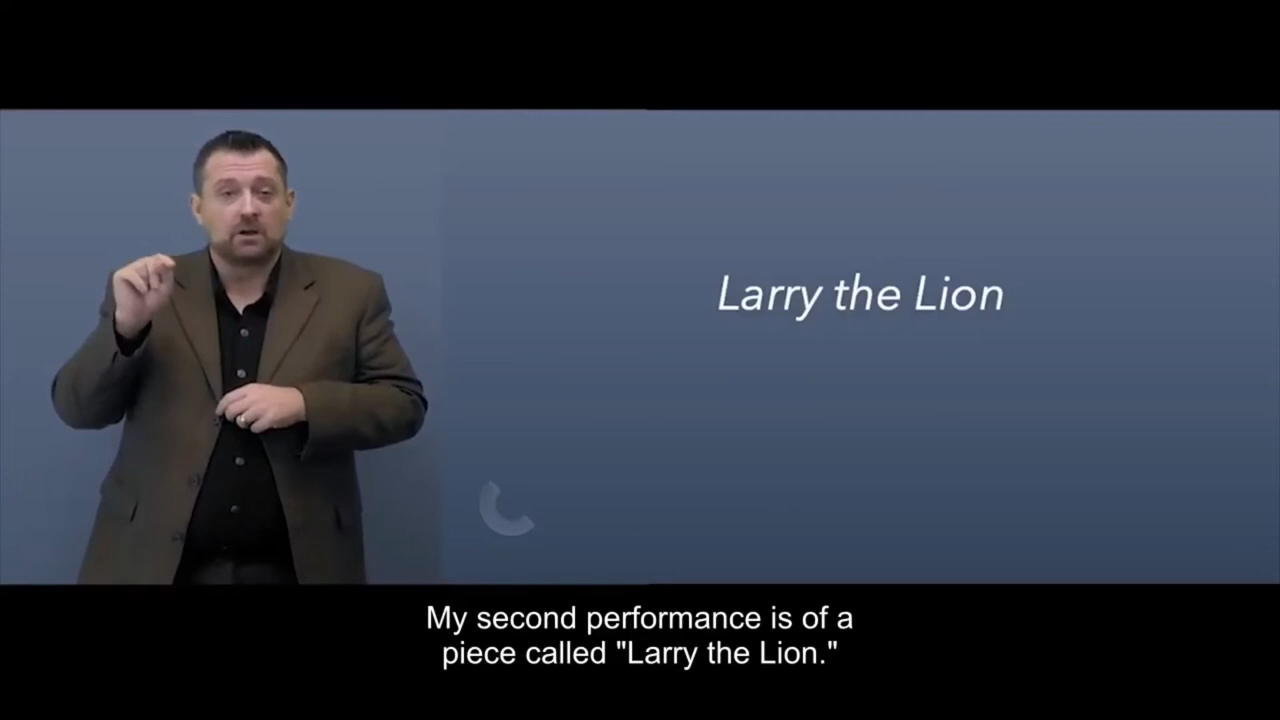 Larry the Lion
My second performance is of a
piece called "Larry the Lion."